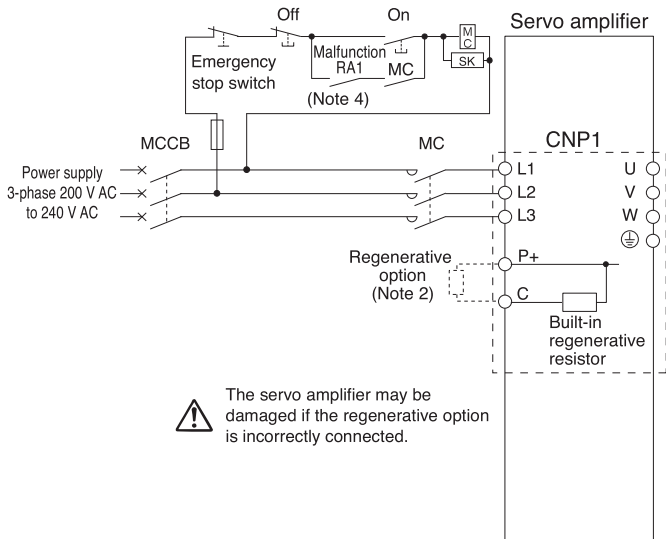 Off
On
Servo amplifier
Emergency
stop switch
Malfunction
RA1
MC
(Note 4)
M
C
SK
MCCB
MC
CNP1
Power supply
3-phase 200 V AC
to 240 V AC
L1
L2
L3
U
V
W
Regenerative
option
(Note 2)
P+
C
Built-in
regenerative
resistor
The servo amplifier may be
damaged if the regenerative option
is incorrectly connected.